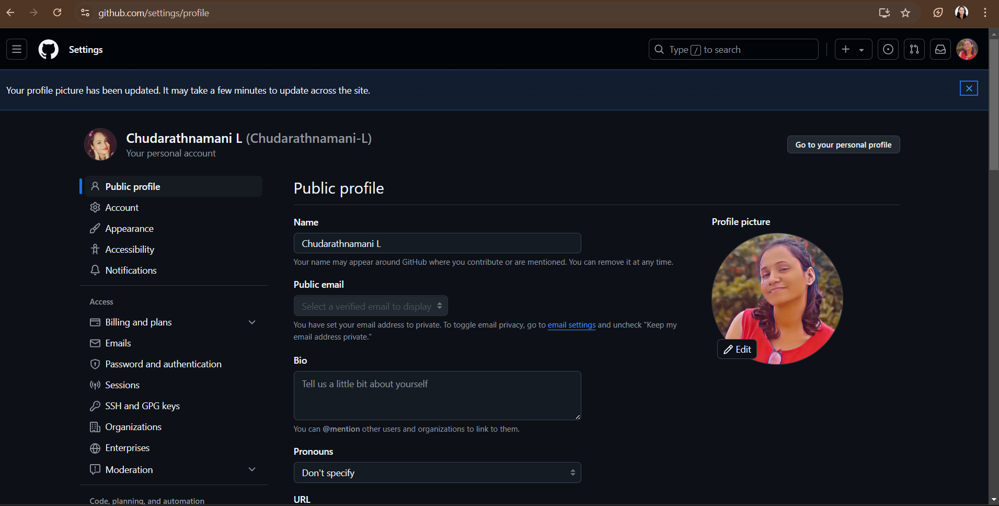 github.com/settings/profile
Settings
Type / to search
Your profile picture has been updated. It may take a few minutes to update across the site.
Chudarathnamani L (Chudarathnamani-L)
Your personal account
Go to your personal profile
Public profile
Account
Appearance
Accessibility
Notifications
Access
Billing and plans
Emails
Password and authentication
Sessions
SSH and GPG keys
Organizations
Enterprises
Moderation
Code, planning, and automation
Public profile
Name
Chudarathnamani L
Your name may appear around GitHub where you contribute or are mentioned. You can remove it at any time.
Public email
Select a verified email to display
You have set your email address to private. To toggle email privacy, go to email settings and uncheck "Keep my
email address private."
Bio
Tell us a little bit about yourself
You can @mention other users and organizations to link to them.
Pronouns
Don't specify
URL
Profile picture
Edit